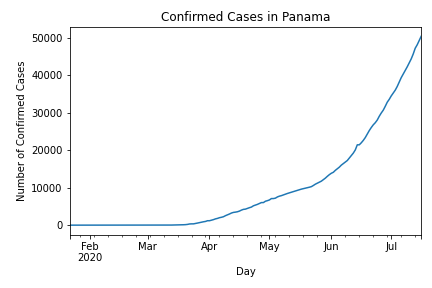 Confirmed Cases in Panama
Number of Confirmed Cases
50000
40000
30000
20000
10000
0
Feb Mar Apr May Jun Jul
2020
Day